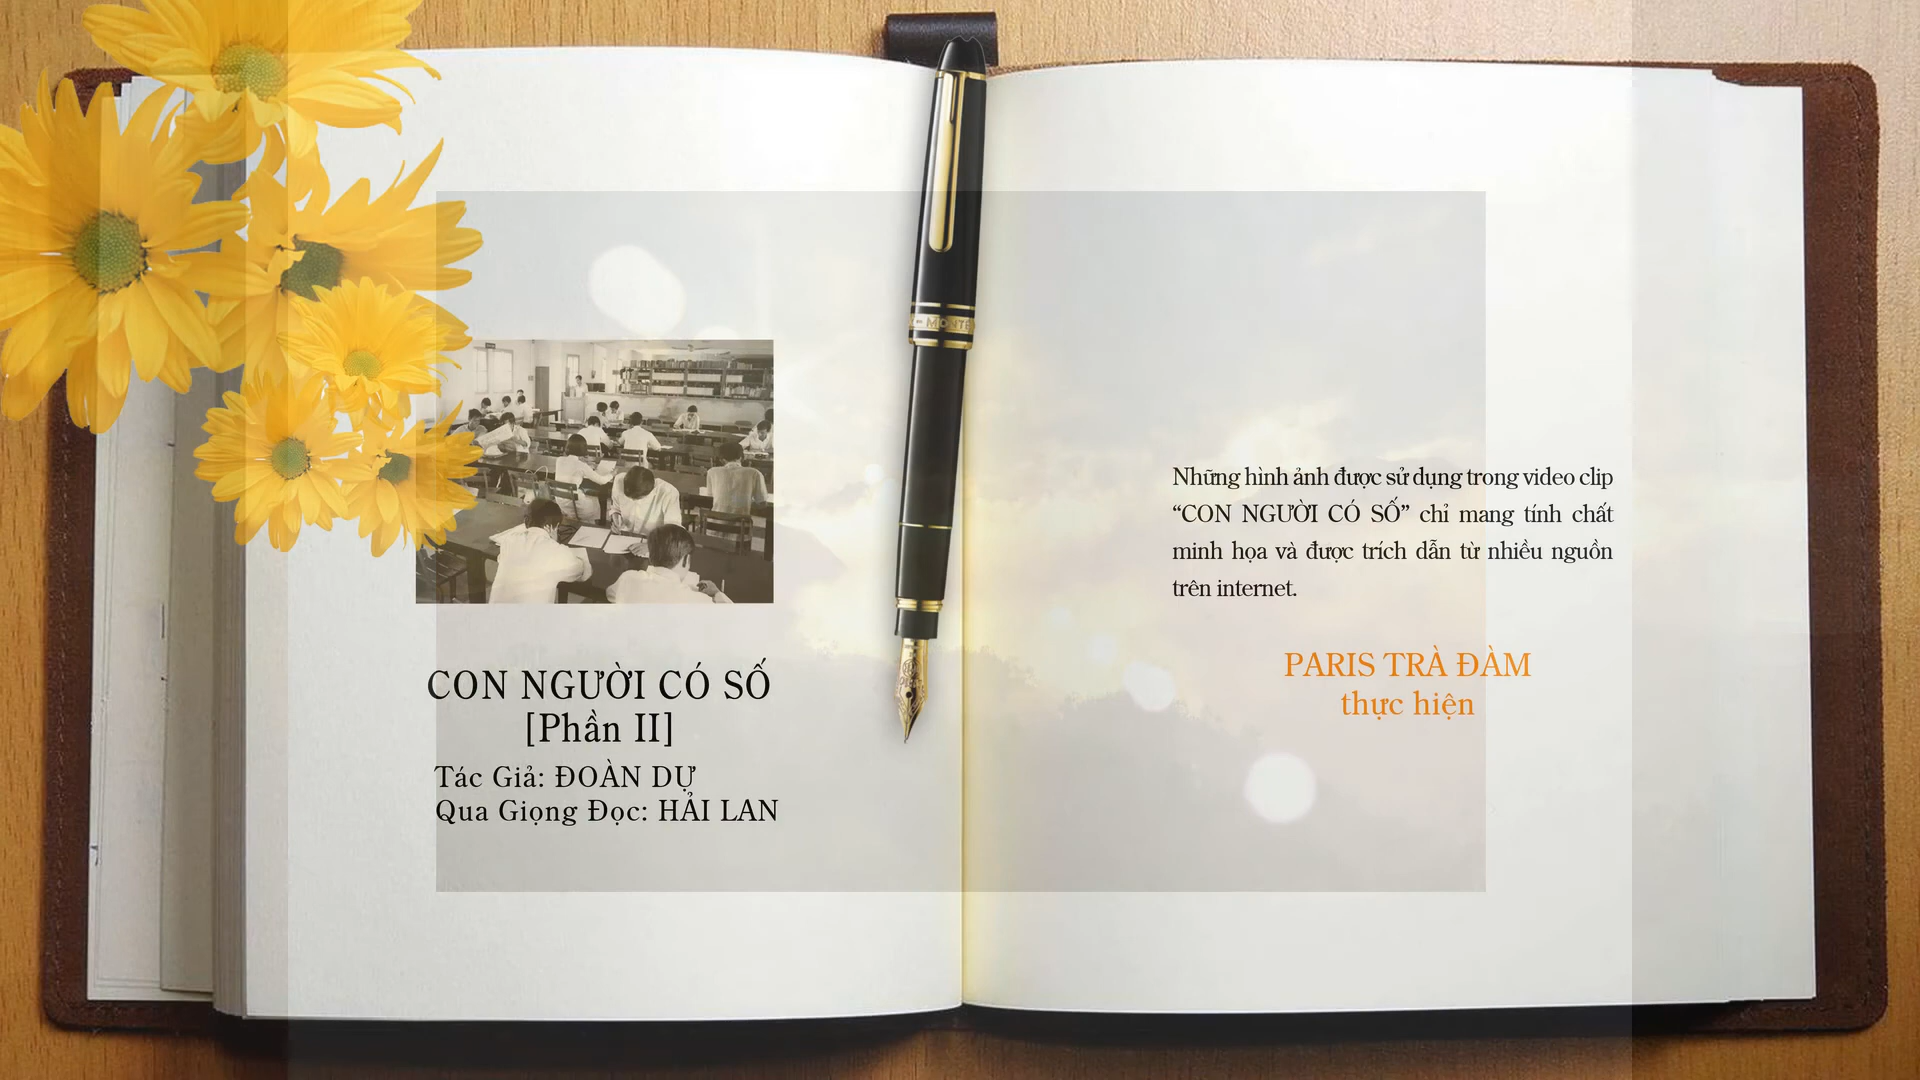 MONTE
CON NGƯỜI CÓ SỐ
[Phần II]
Tác Giả: ĐOÀN DỰ
Qua Giọng Đọc: HẢI LAN
Những hình ảnh được sử dụng trong video clip
“CON NGƯỜI CÓ SỐ” chỉ mang tính chất
minh họa và được trích dẫn từ nhiều nguồn
trên internet.
PARIS TRÀ ĐÀM
thực hiện